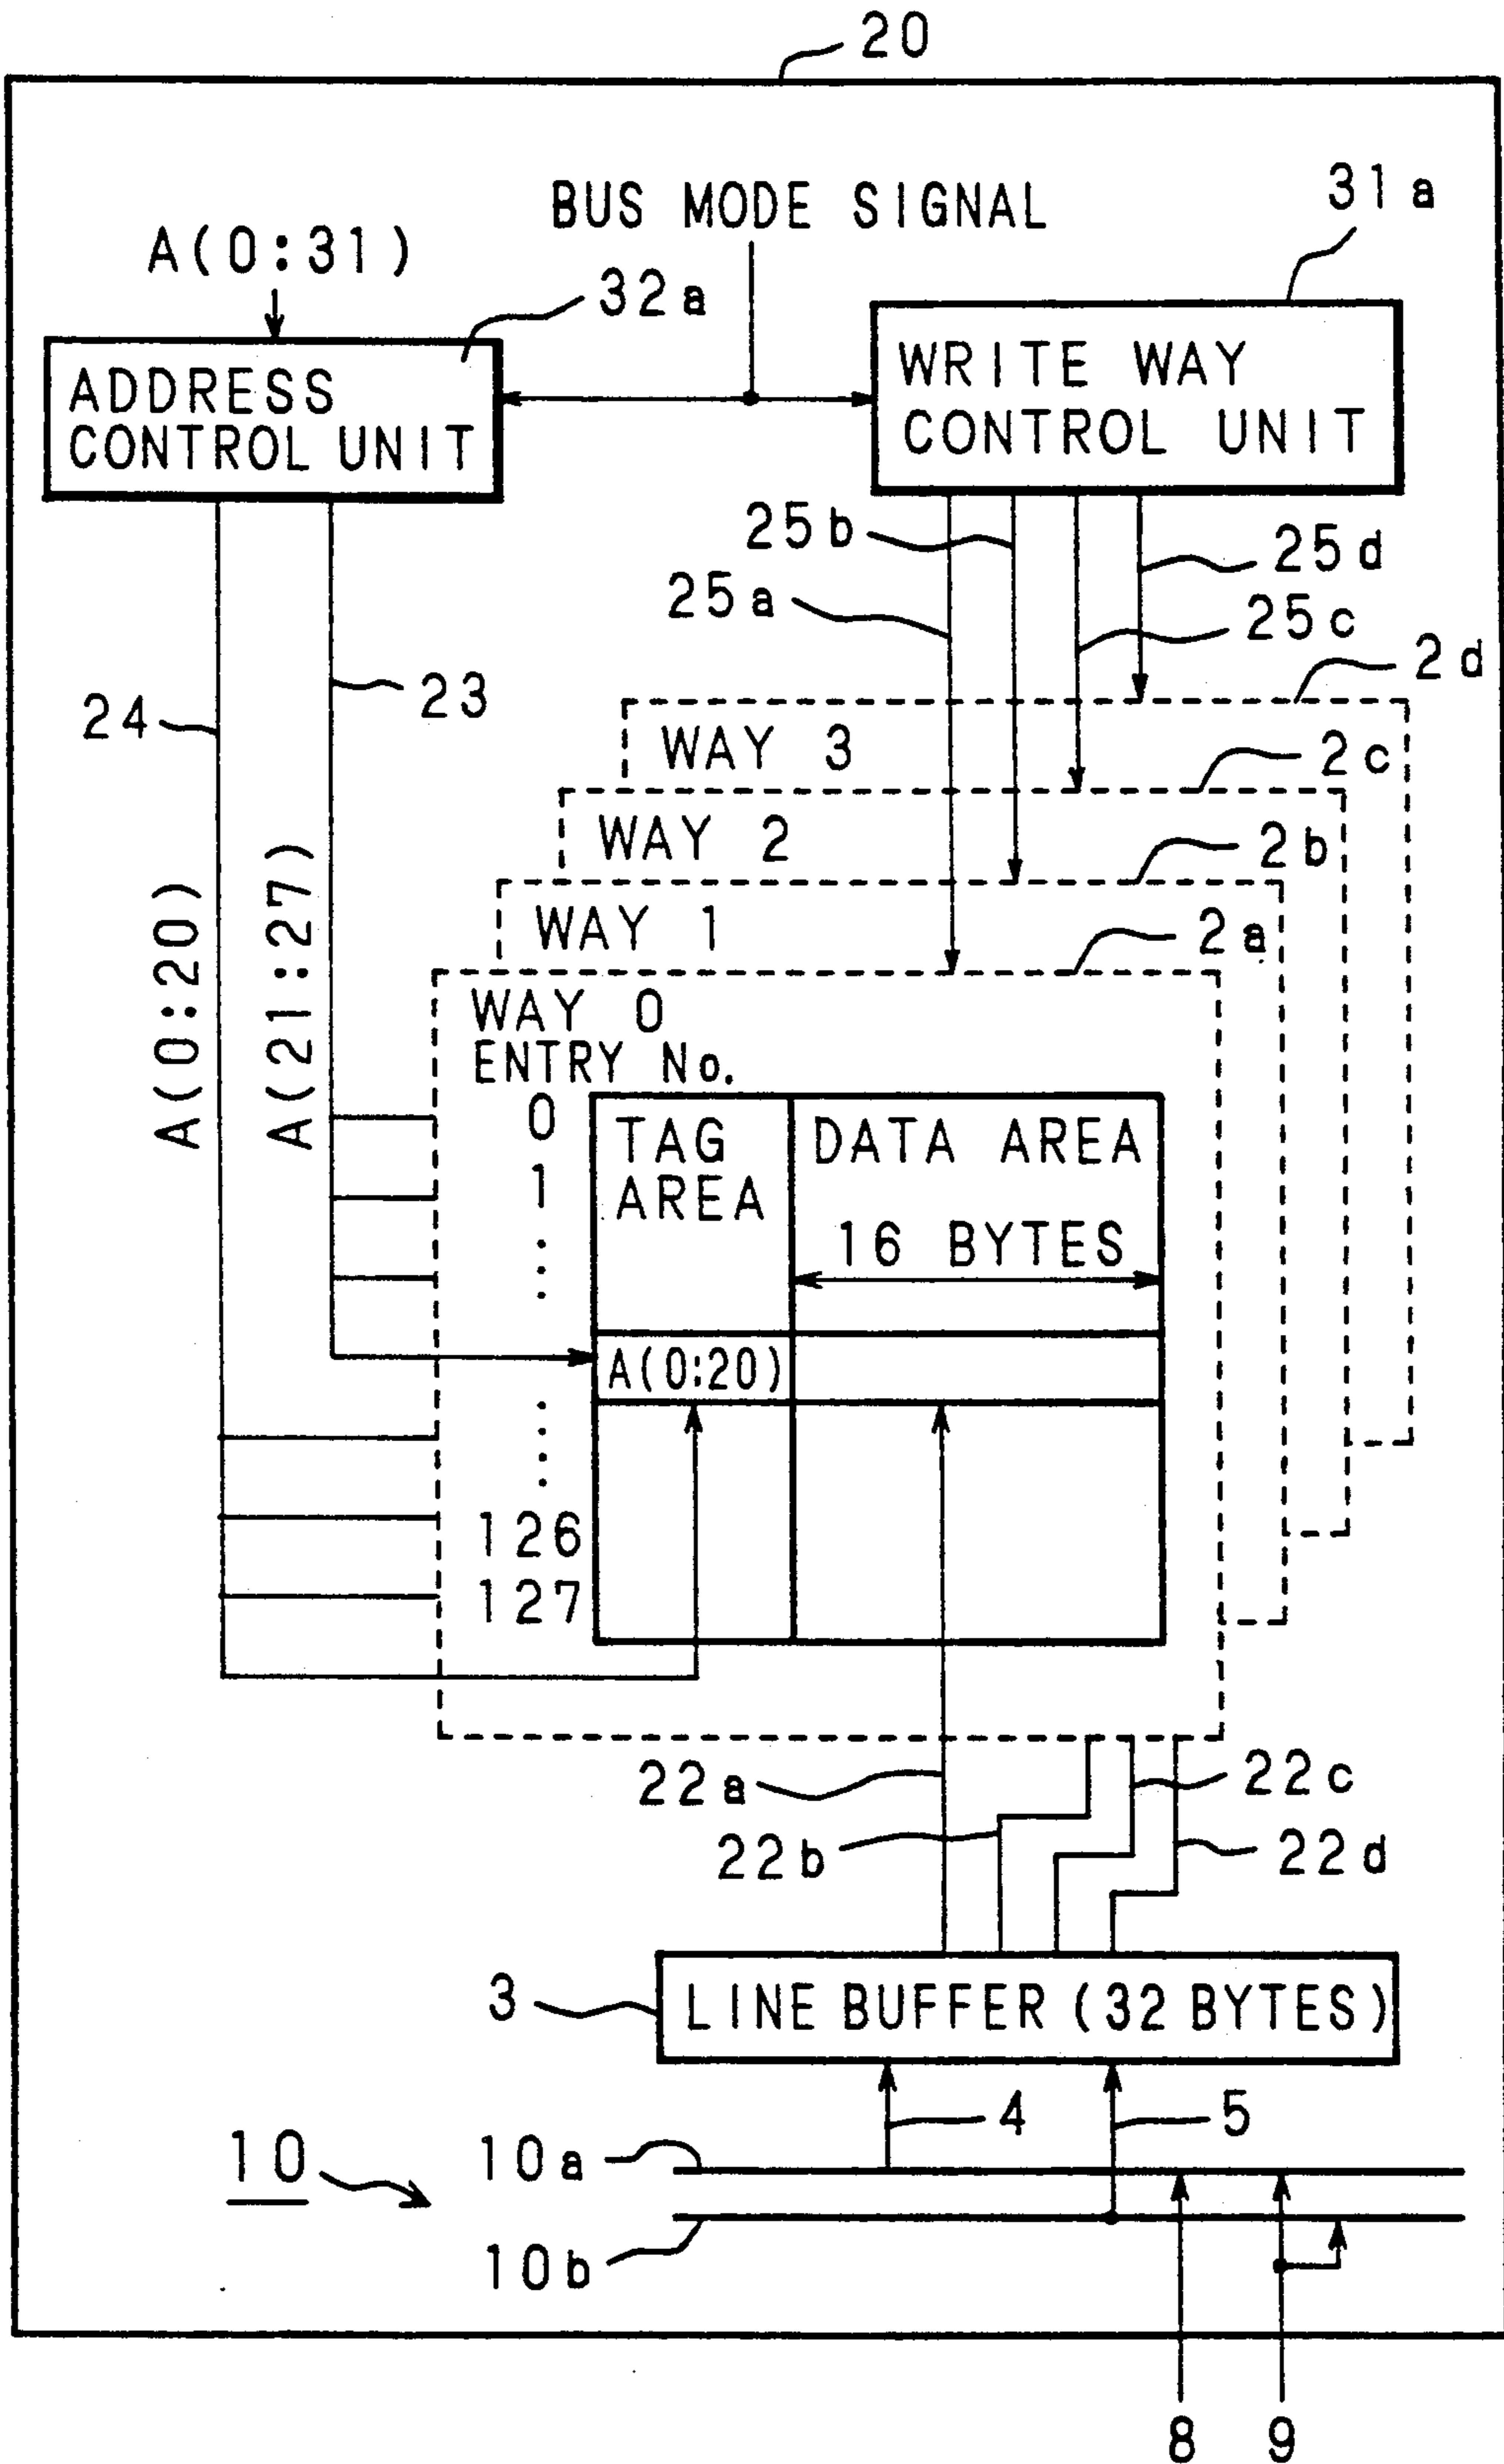 20
BUS MODE SIGNAL
31a
A(0:31)
32a
ADDRESS
CONTROL UNIT
WRITE WAY
CONTROL UNIT
25b
25d
25a
25c
24
23
2d
WAY 3
2c
WAY 2
2b
WAY 1
2a
A(0:20)
A(21:27)
WAY 0
ENTRY No.
0
TAG
AREA
DATA AREA
1
16 BYTES
A(0:20)
126
127
22a
22c
22b
22d
3
LINE BUFFER (32 BYTES)
4
5
10
10a
10b
8
9